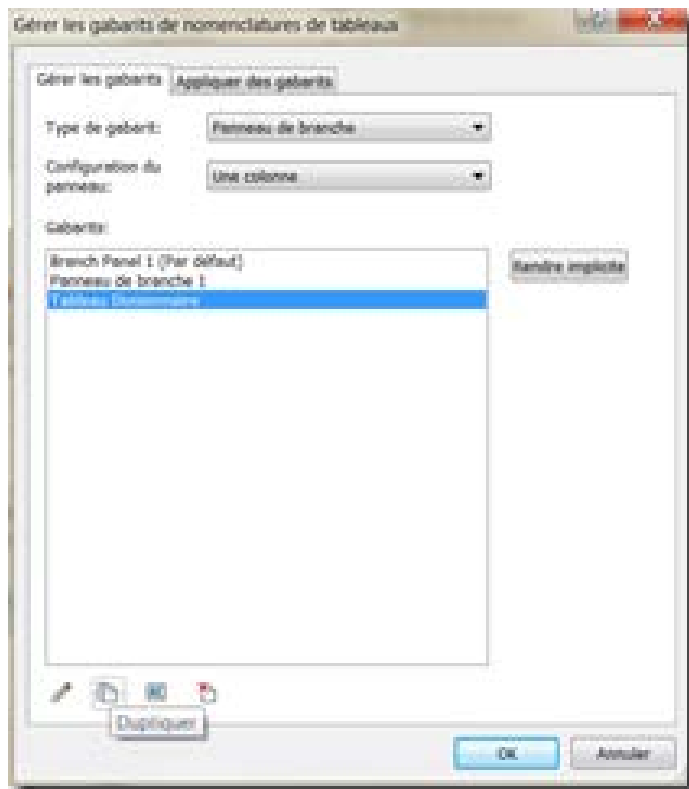 Gérer les gabarits de nomenclatures de tableaux
Gérer les gabarits
Appliquer des gabarits
Type de gabarit:
Panneau de branche
Configuration du
panneau:
Une colonne
Gabarits:
Branch Panel 1 (Par défaut)
Panneau de branche 1
Tableau Divisionnaire
Rendre implicite
Dupliquer
OK
Annuler